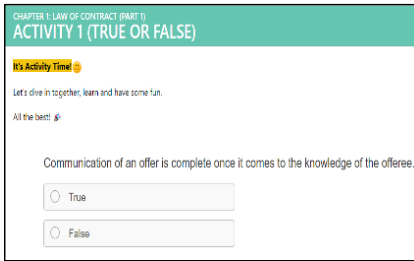 CHAPTER 1: LAW OF CONTRACT (PART 1)
ACTIVITY 1 (TRUE OR FALSE)
It's Activity Time!
Let's dive in together, learn and have some fun.
All the best!
Communication of an offer is complete once it comes to the knowledge of the offeree.
True
False